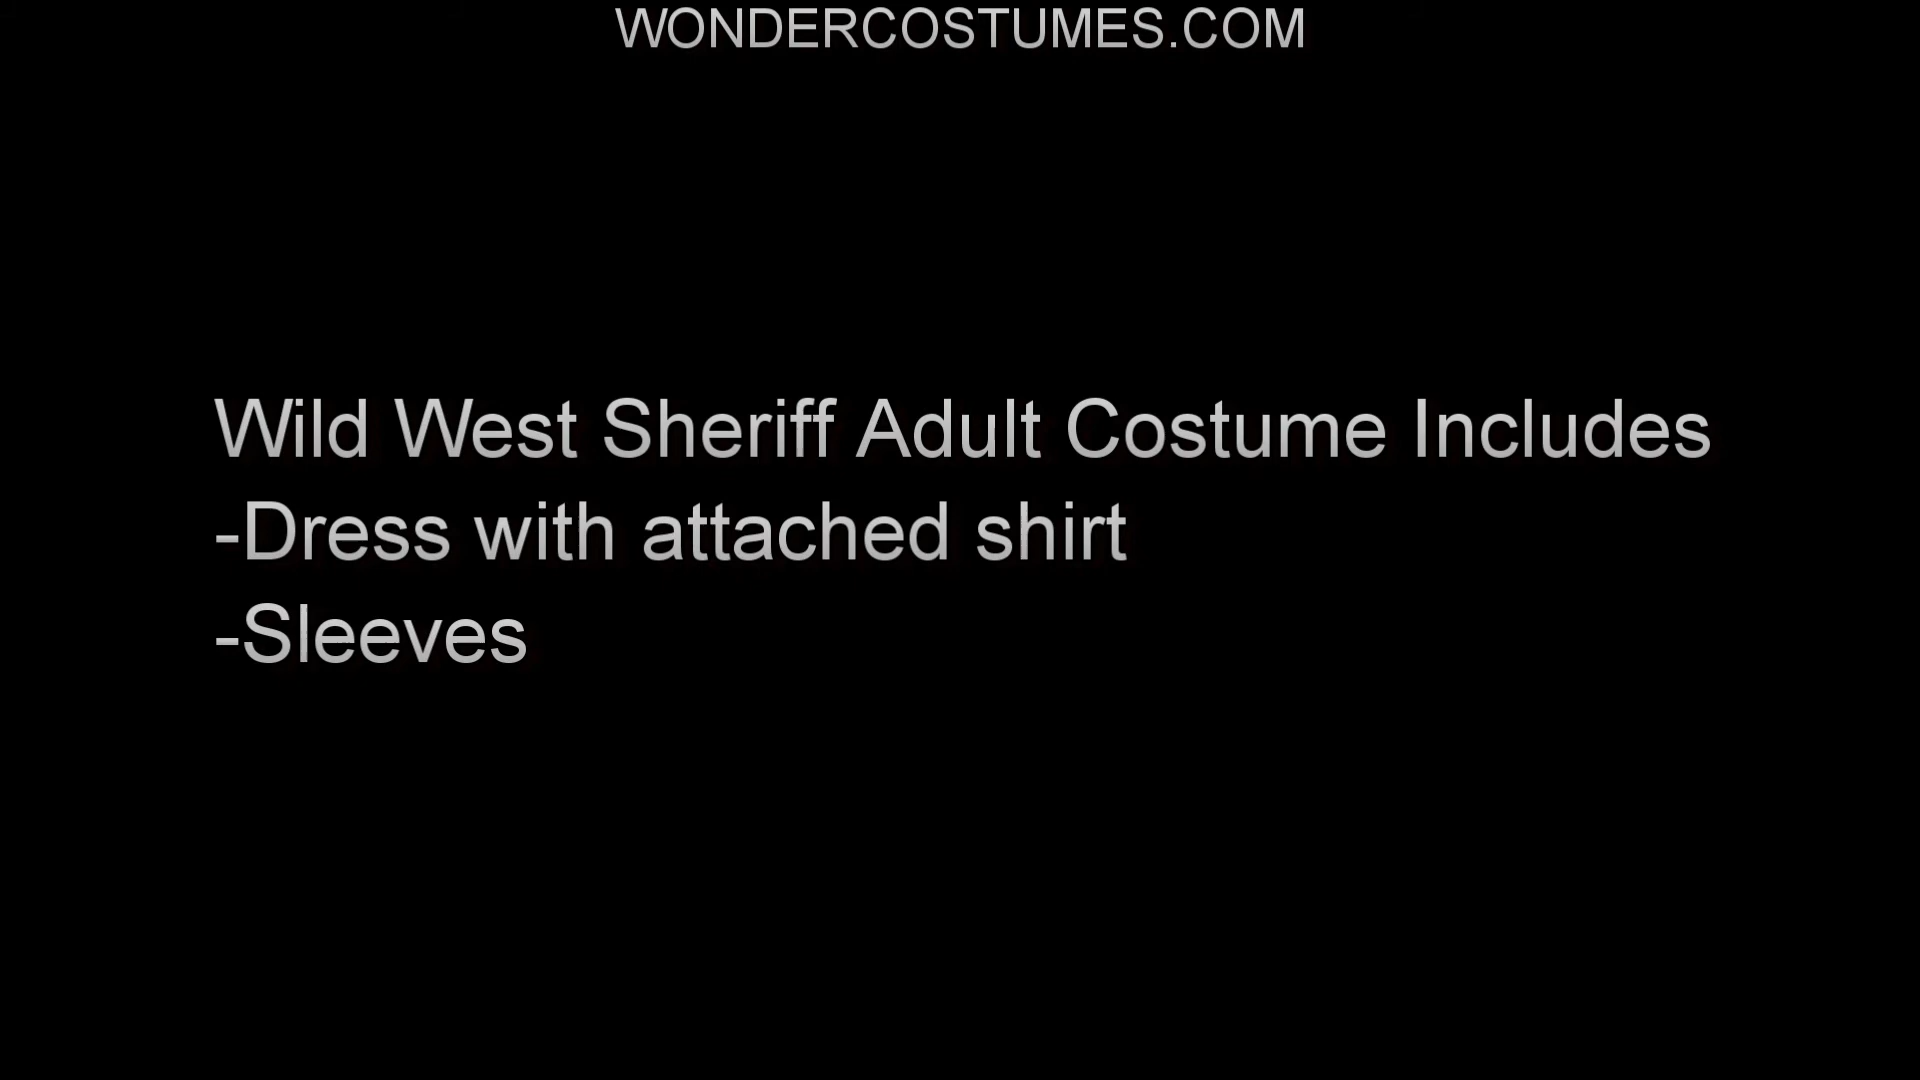 WONDERCOSTUMES.COM
Wild West Sheriff Adult Costume Includes
-Dress with attached shirt
-Sleeves